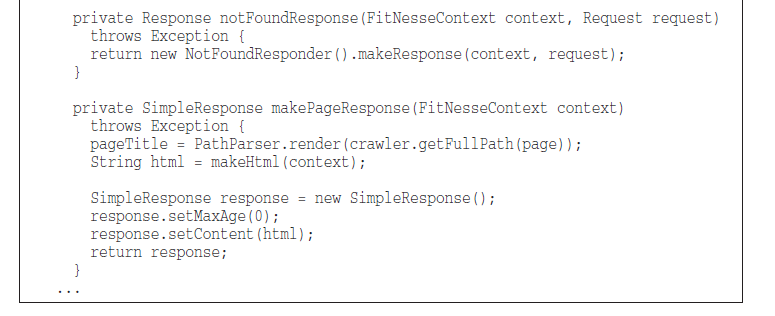 private Response notFoundResponse(FitNesseContext context, Request request)
throws Exception {
return new NotFoundResponder().makeResponse(context, request);
}
private SimpleResponse makePageResponse(FitNesseContext context)
throws Exception {
pageTitle = PathParser.render(crawler.getFullPath(page));
String html = makeHtml(context);
SimpleResponse response = new SimpleResponse();
response.setMaxAge(0);
response.setContent(html);
return response;
}
...